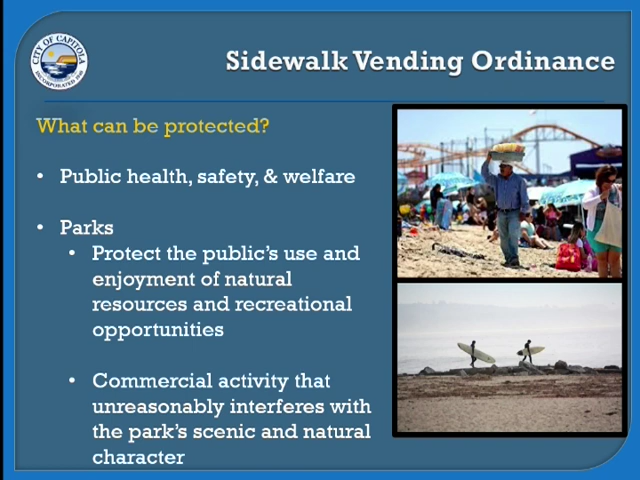 CITY OF CAPITOLA
INCORPORATED 1949
Sidewalk Vending Ordinance
What can be protected?
• Public health, safety, & welfare
• Parks
• Protect the public's use and
enjoyment of natural
resources and recreational
opportunities
• Commercial activity that
unreasonably interferes with
the park's scenic and natural
character